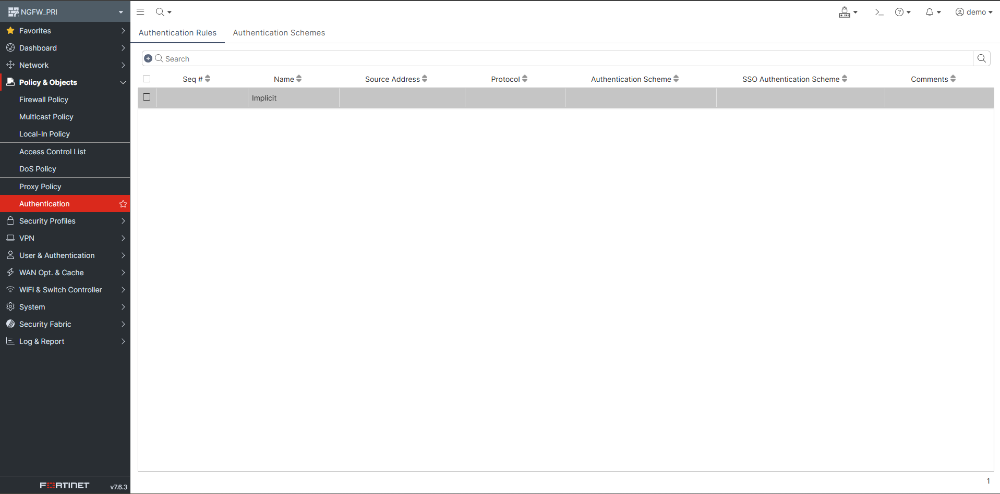 NGFW_PRI
demo
Favorites
Dashboard
Network
Policy & Objects
Firewall Policy
Multicast Policy
Local-In Policy
Access Control List
DoS Policy
Proxy Policy
Authentication
Security Profiles
VPN
User & Authentication
WAN Opt. & Cache
WiFi & Switch Controller
System
Security Fabric
Log & Report
FORTINET v7.6.3
Authentication Rules Authentication Schemes
Search
Seq # Name Source Address Protocol Authentication Scheme SSO Authentication Scheme Comments
Implicit
1